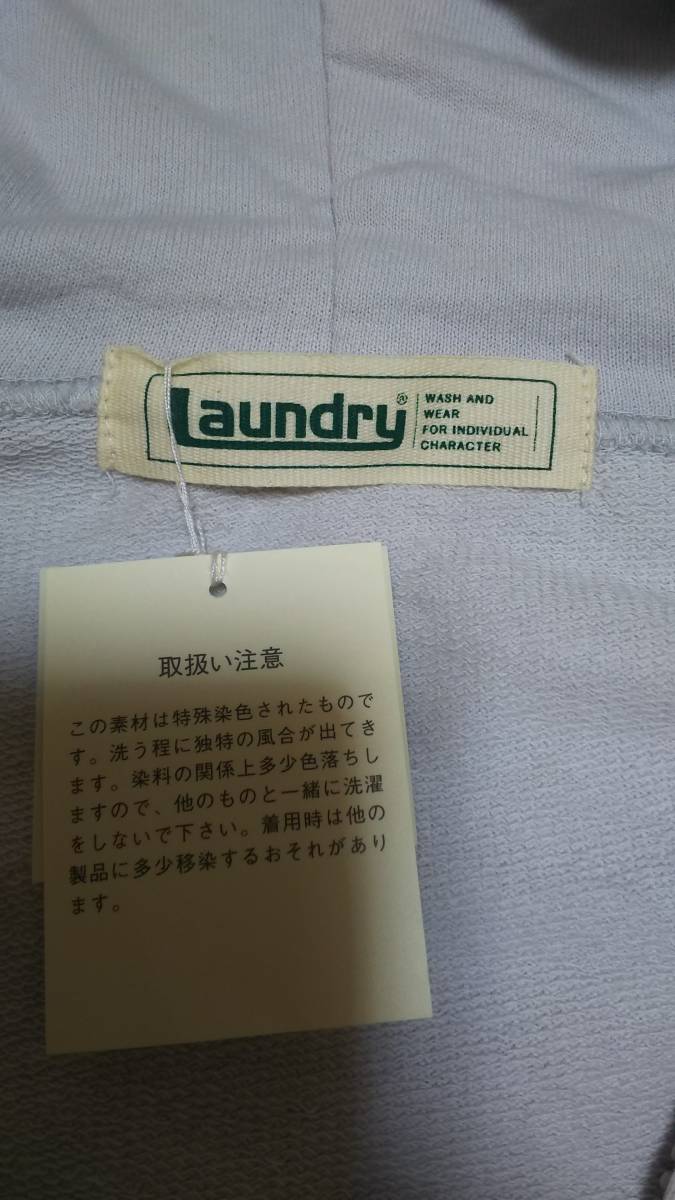 Laundry®
WASH AND
WEAR
FOR INDIVIDUAL
CHARACTER
取扱い注意
この素材は特殊染色されたもので
す。洗う程に独特の風合が出てき
ます。染料の関係上多少色落ちし
ますので、他のものと一緒に洗濯
をしないで下さい。着用時は他の
製品に多少移染するおそれがあり
ます。